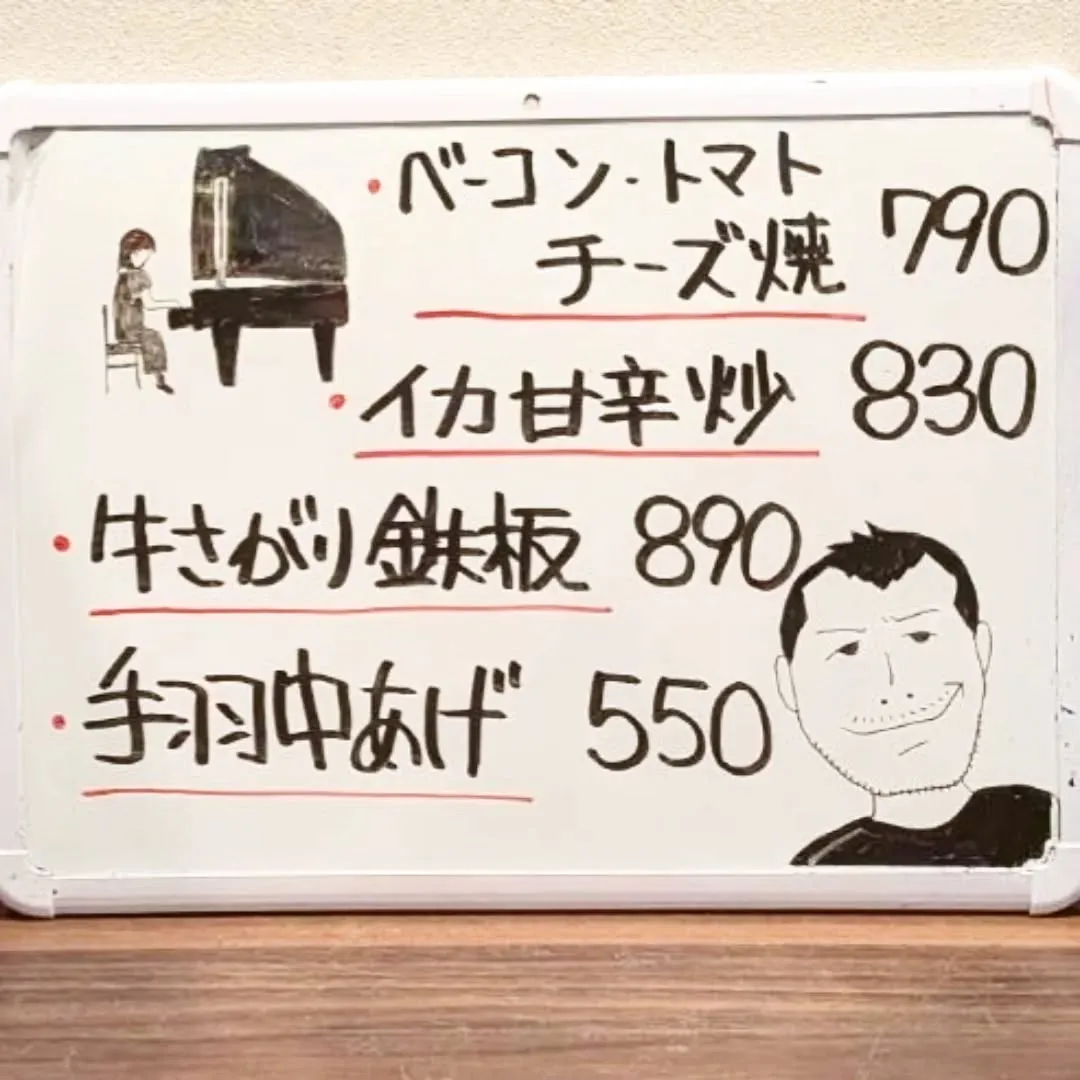 ・ベーコン・トマト
チーズ焼 790
・イカ甘辛炒 830
・牛さがり鉄板 890
・手羽中あげ 550